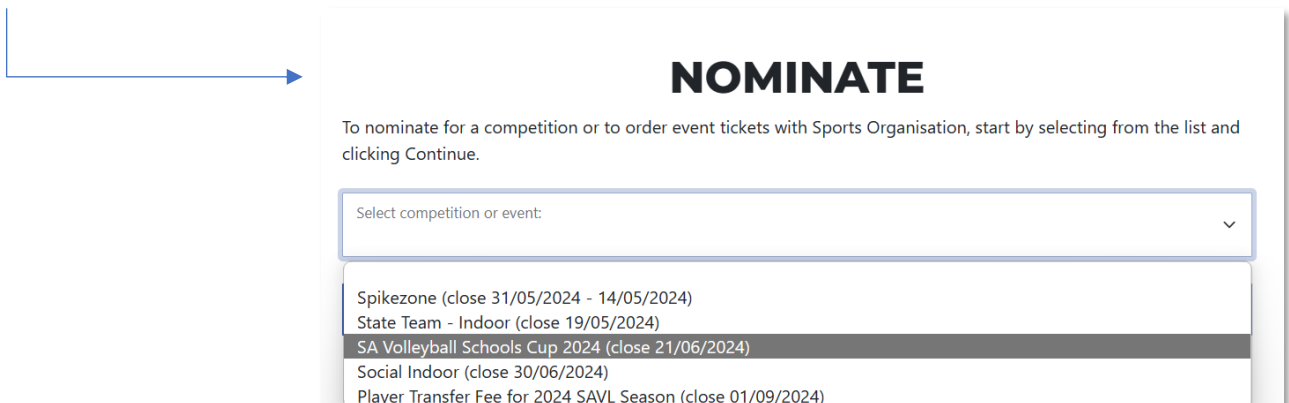 NOMINATE
To nominate for a competition or to order event tickets with Sports Organisation, start by selecting from the list and
clicking Continue.
Select competition or event:
Spikezone (close 31/05/2024 - 14/05/2024)
State Team - Indoor (close 19/05/2024)
SA Volleyball Schools Cup 2024 (close 21/06/2024)
Social Indoor (close 30/06/2024)
Player Transfer Fee for 2024 SAVL Season (close 01/09/2024)